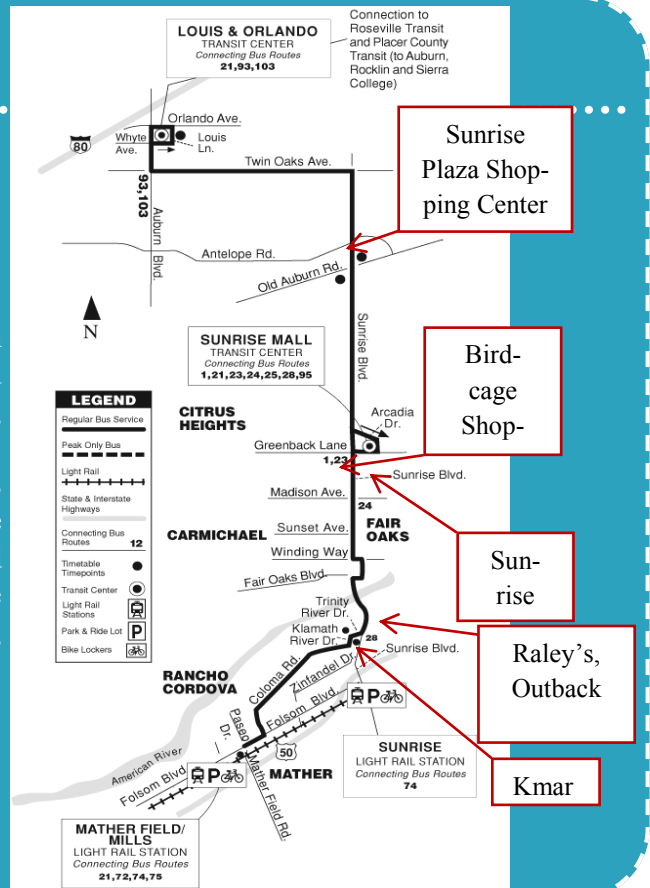 LOUIS & ORLANDO
TRANSIT CENTER
Connecting Bus Routes
21,93,103
Connection to
Roseville Transit
and Placer County
Transit (to Auburn,
Rocklin and Sierra
College)
Orlando Ave.
Whyte
Ave.
Louis
Ln.
80
Twin Oaks Ave.
93,103
Auburn
Blvd.
Sunrise
Plaza Shop-
ping Center
Antelope Rd.
Old Auburn Rd.
N
Sunrise Blvd.
SUNRISE MALL
TRANSIT CENTER
Connecting Bus Routes
1,21,23,24,25,28,95
Bird-
cage
Shop-
LEGEND
Regular Bus Service
Peak Only Bus
Light Rail
State & Interstate
Highways
Connecting Bus
Routes 12
Timetable
Timepoints
Transit Center
Light Rail
Stations
Park & Ride Lot P
Bike Lockers
CITRUS
HEIGHTS
Arcadia
Dr.
Greenback Lane
1,23
Sunrise Blvd.
Madison Ave.
24
CARMICHAEL
Sunset Ave.
FAIR
OAKS
Winding Way
Sun-
rise
Fair Oaks Blvd.
Trinity
River Dr.
Klamath
River Dr.
28
Sunrise Blvd.
Raley's,
Outback
RANCHO
CORDOVA
Coloma Rd.
Zinfandel Dr.
Folsom Blvd.
P
Paseo
Dr.
50
SUNRISE
LIGHT RAIL STATION
Connecting Bus Routes
74
Kmar
American River
Folsom Blvd
P
MATHER
Mather Field Rd.
MATHER FIELD/
MILLS
LIGHT RAIL STATION
Connecting Bus Routes
21,72,74,75